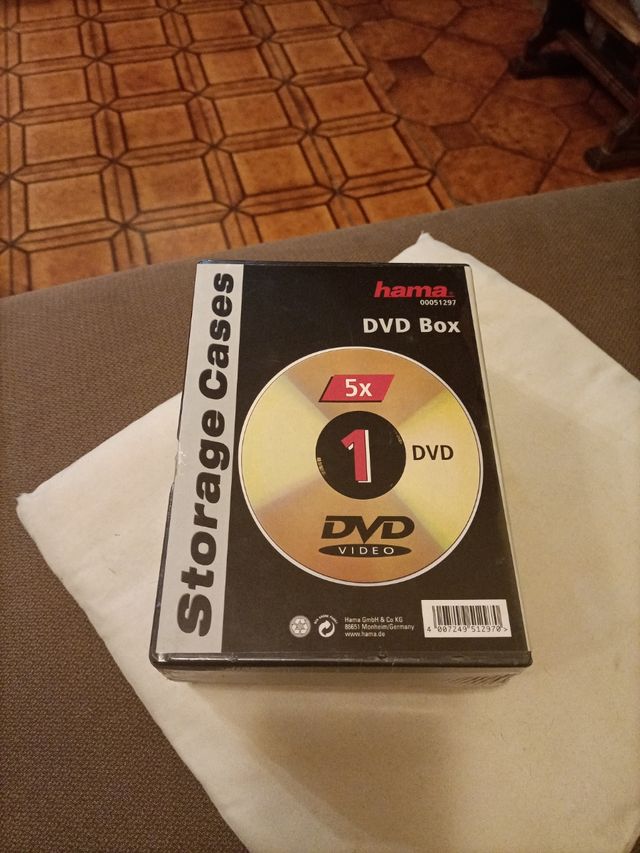 Storage Cases
hama®
00051297
DVD Box
5x
1
DVD
DVD
VIDEO
Hama GmbH & Co KG
86651 Monheim/Germany
www.hama.de
4 007249 512970>